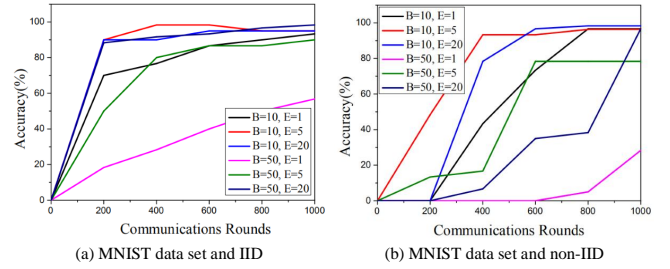 100
80
60
40
20
0
Accuracy(%)
B=10, E=1
B=10, E=5
B=10, E=20
B=50, E=1
B=50, E=5
B=50, E=20
0 200 400 600 800 1000
Communications Rounds
(a) MNIST data set and IID
100
80
60
40
20
0
Accuracy(%)
B=10, E=1
B=10, E=5
B=10, E=20
B=50, E=1
B=50, E=5
B=50, E=20
0 200 400 600 800 1000
Communications Rounds
(b) MNIST data set and non-IID